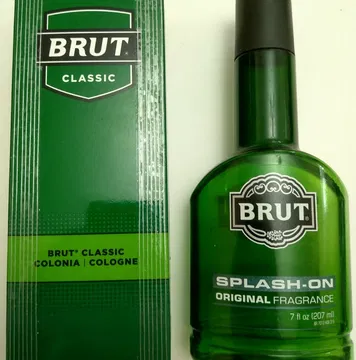 BRUT
CLASSIC
BRUT® CLASSIC
COLONIA | COLOGNE
BRUT
SPLASH-ON
ORIGINAL FRAGRANCE
7 fl oz (207 ml)